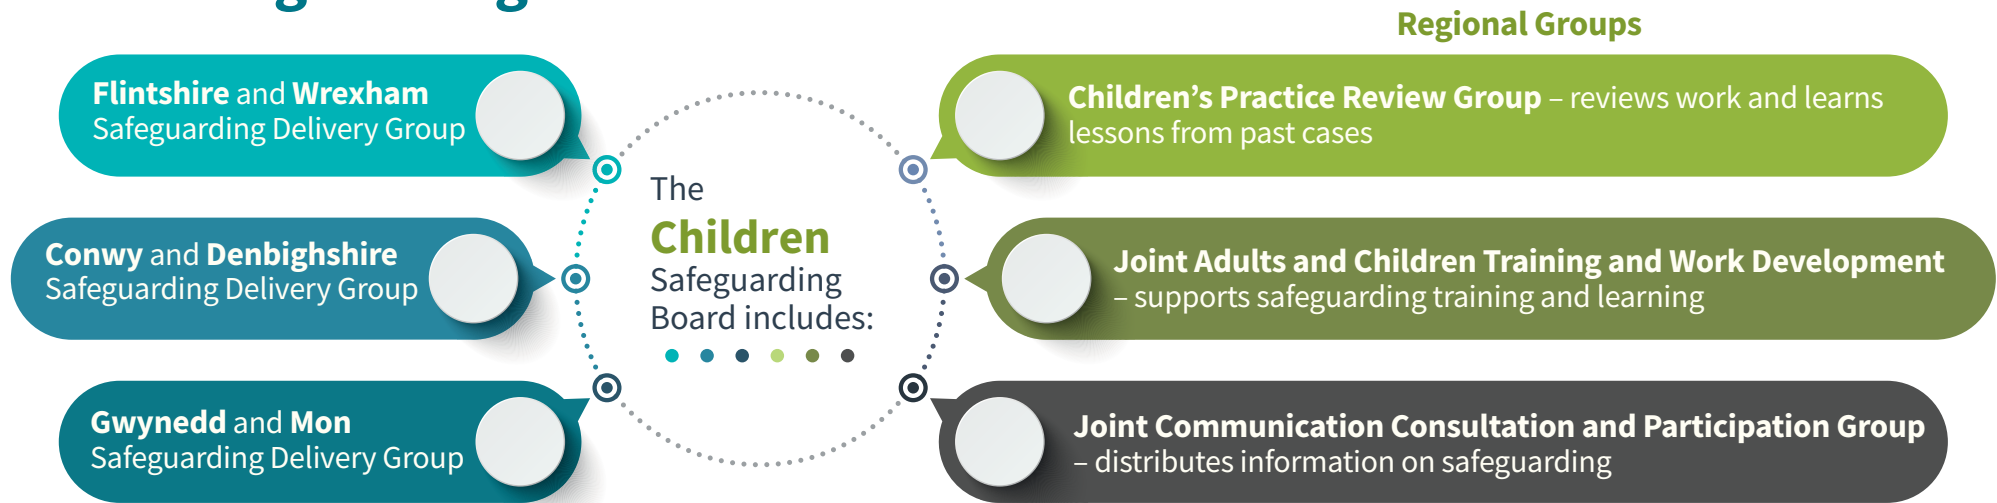 Regional Groups
Flintshire and Wrexham
Safeguarding Delivery Group
Conwy and Denbighshire
Safeguarding Delivery Group
Gwynedd and Mon
Safeguarding Delivery Group
The
Children
Safeguarding
Board includes:
Children’s Practice Review Group – reviews work and learns
lessons from past cases
Joint Adults and Children Training and Work Development
– supports safeguarding training and learning
Joint Communication Consultation and Participation Group
– distributes information on safeguarding